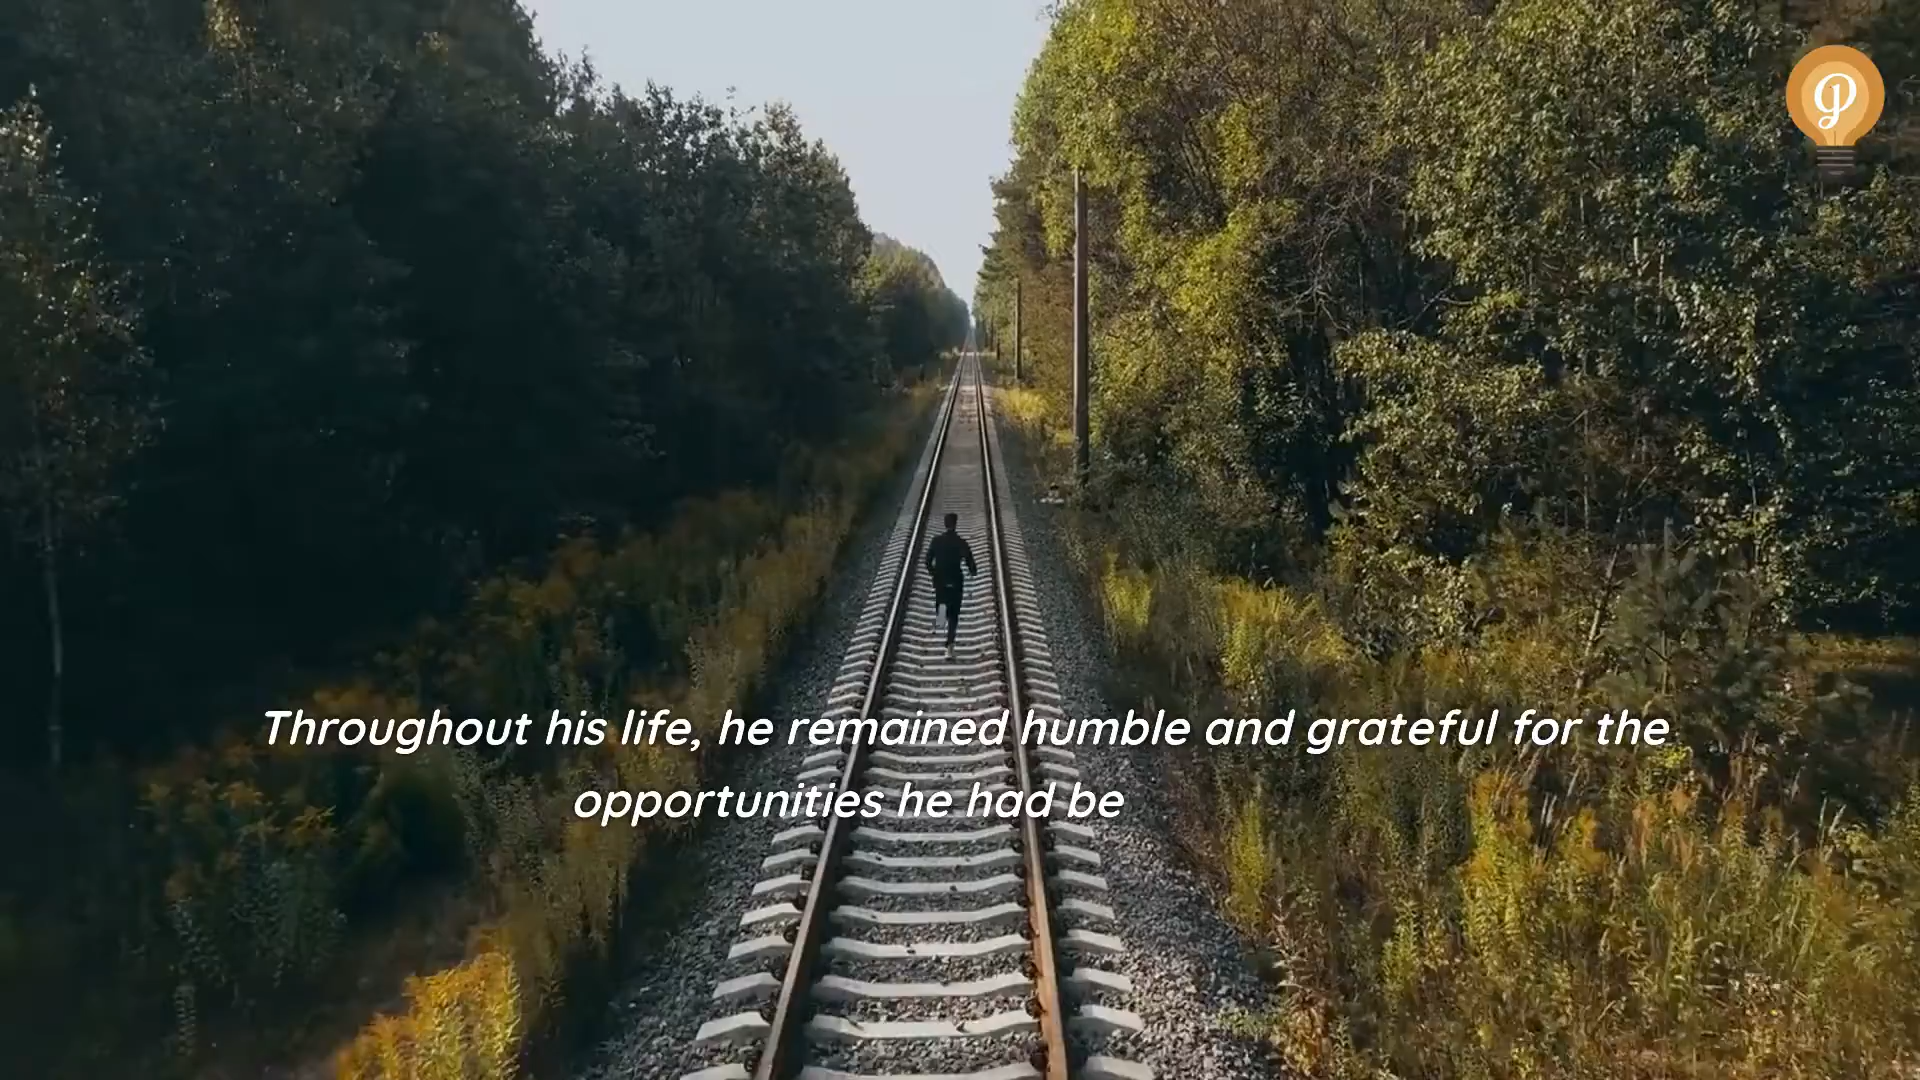 Throughout his life, he remained humble and grateful for the
opportunities he had be